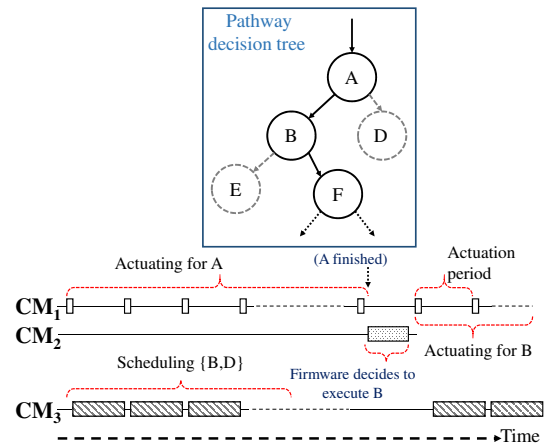 Pathway
decision tree
A
B
D
E
F
(A finished)
Actuating for A
Actuation
period
CM1
CM2
Actuating for B
Scheduling {B,D}
Firmware decides to
execute B
CM3
Time